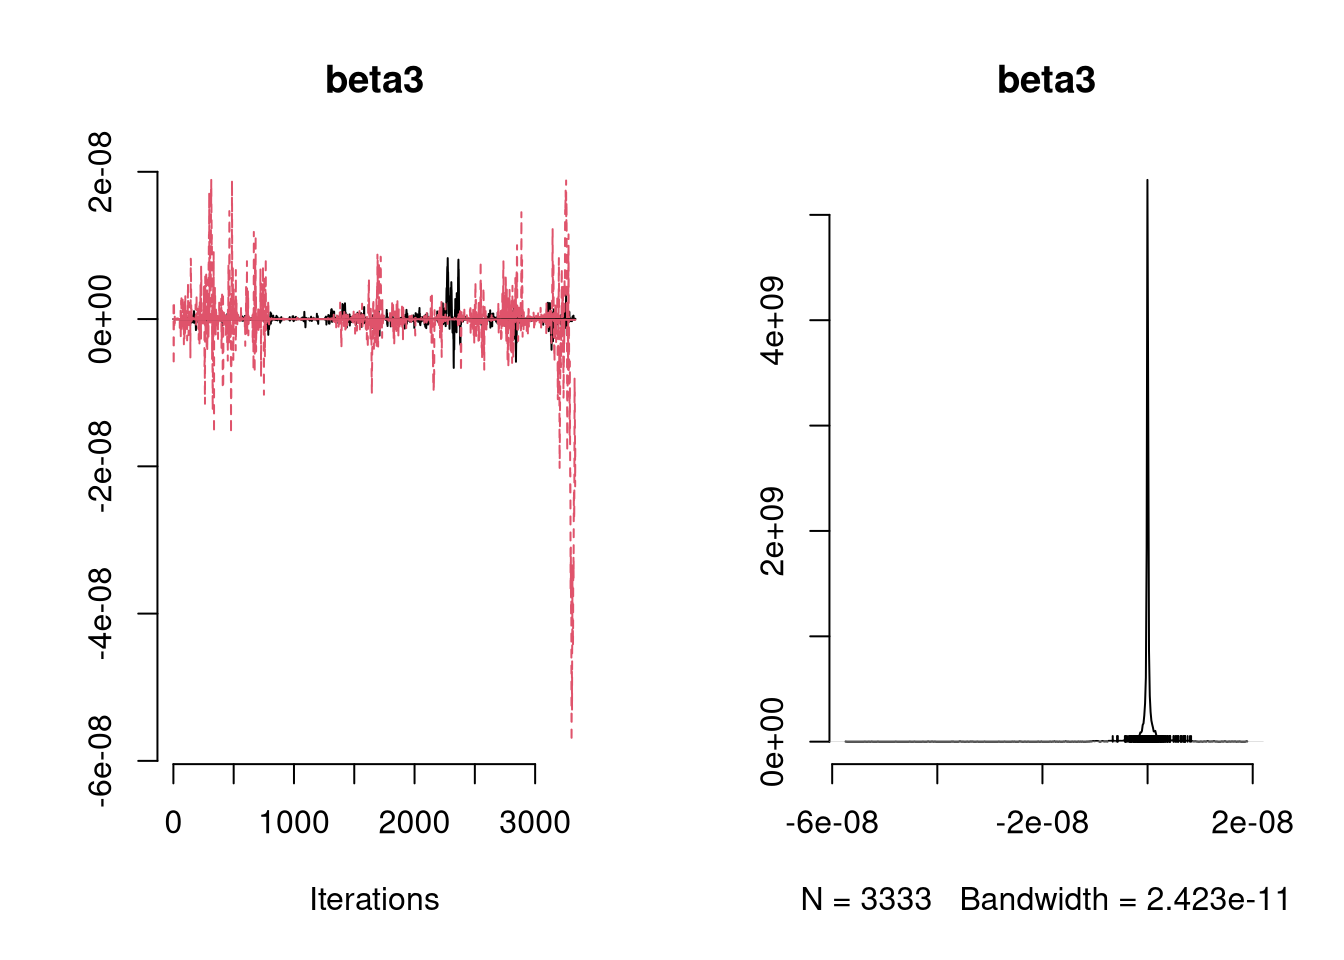 beta3
2e-08
0e+00
-2e-08
-4e-08
-6e-08
0 1000 2000 3000
Iterations
beta3
4e+09
2e+09
0e+00
-6e-08 -2e-08 2e-08
N = 3333 Bandwidth = 2.423e-11